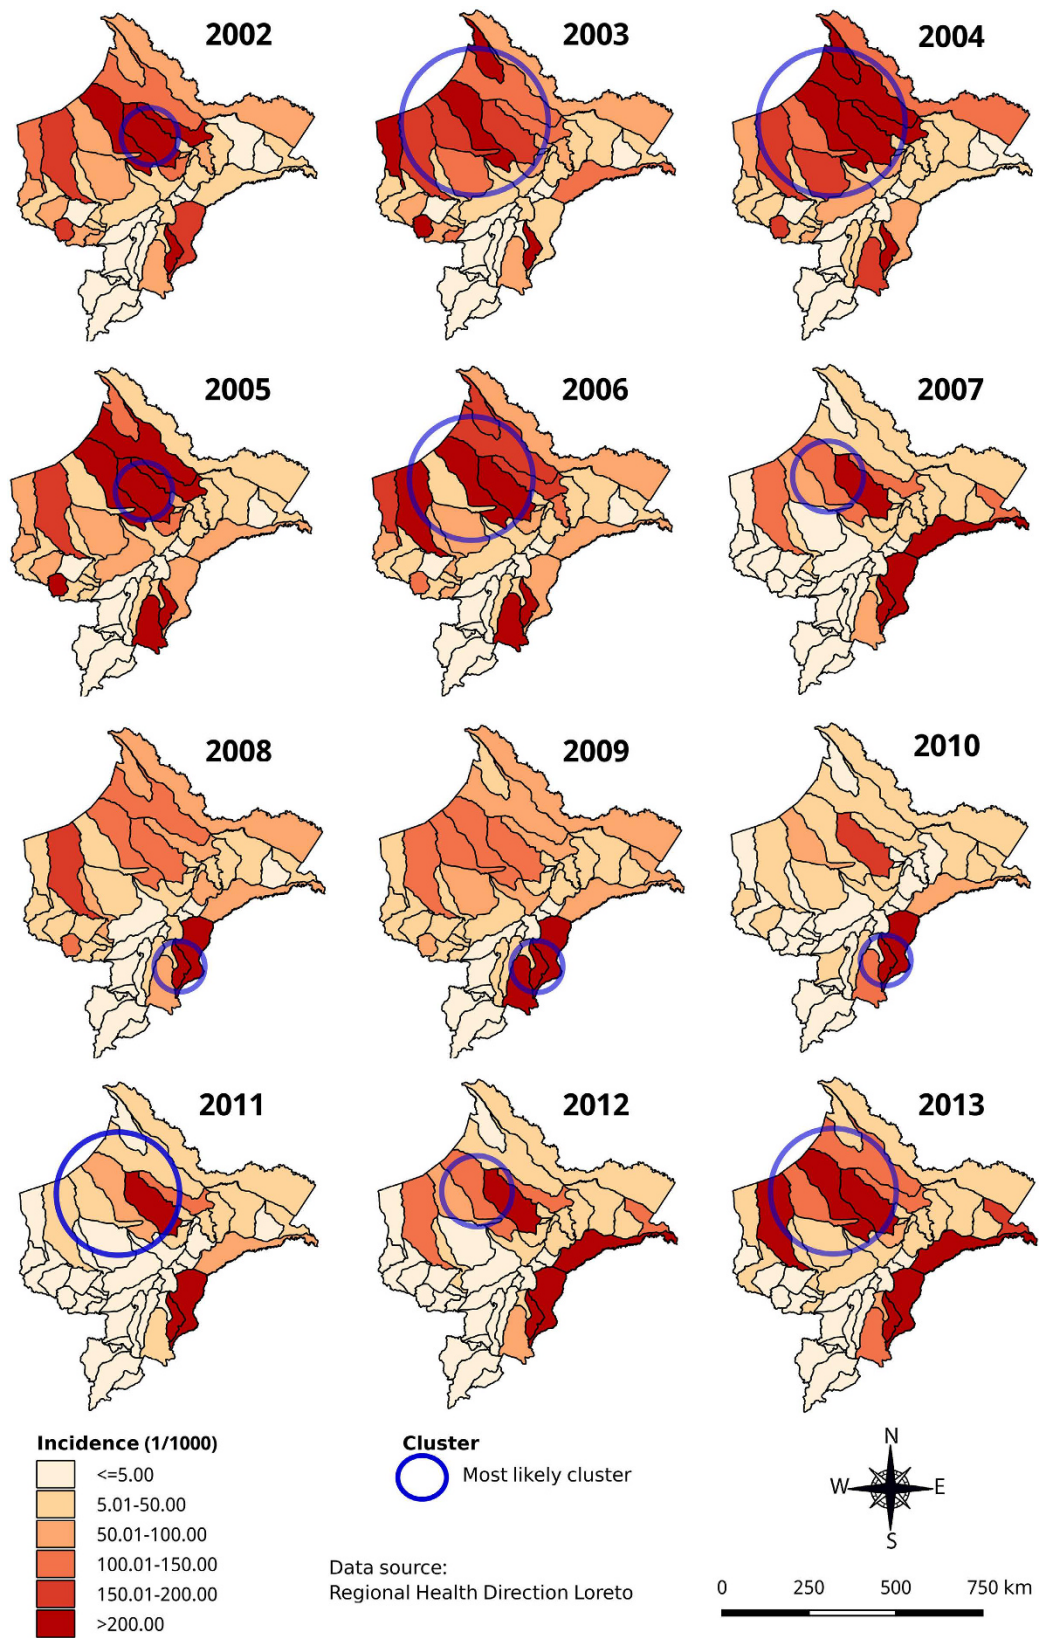 2002
2003
2004
2005
2006
2007
2008
2009
2010
2011
2012
2013
Incidence (1/1000)
<=5.00
5.01-50.00
50.01-100.00
100.01-150.00
150.01-200.00
>200.00
Cluster
Most likely cluster
Data source:
Regional Health Direction Loreto
N
W E
S
0 250 500 750 km